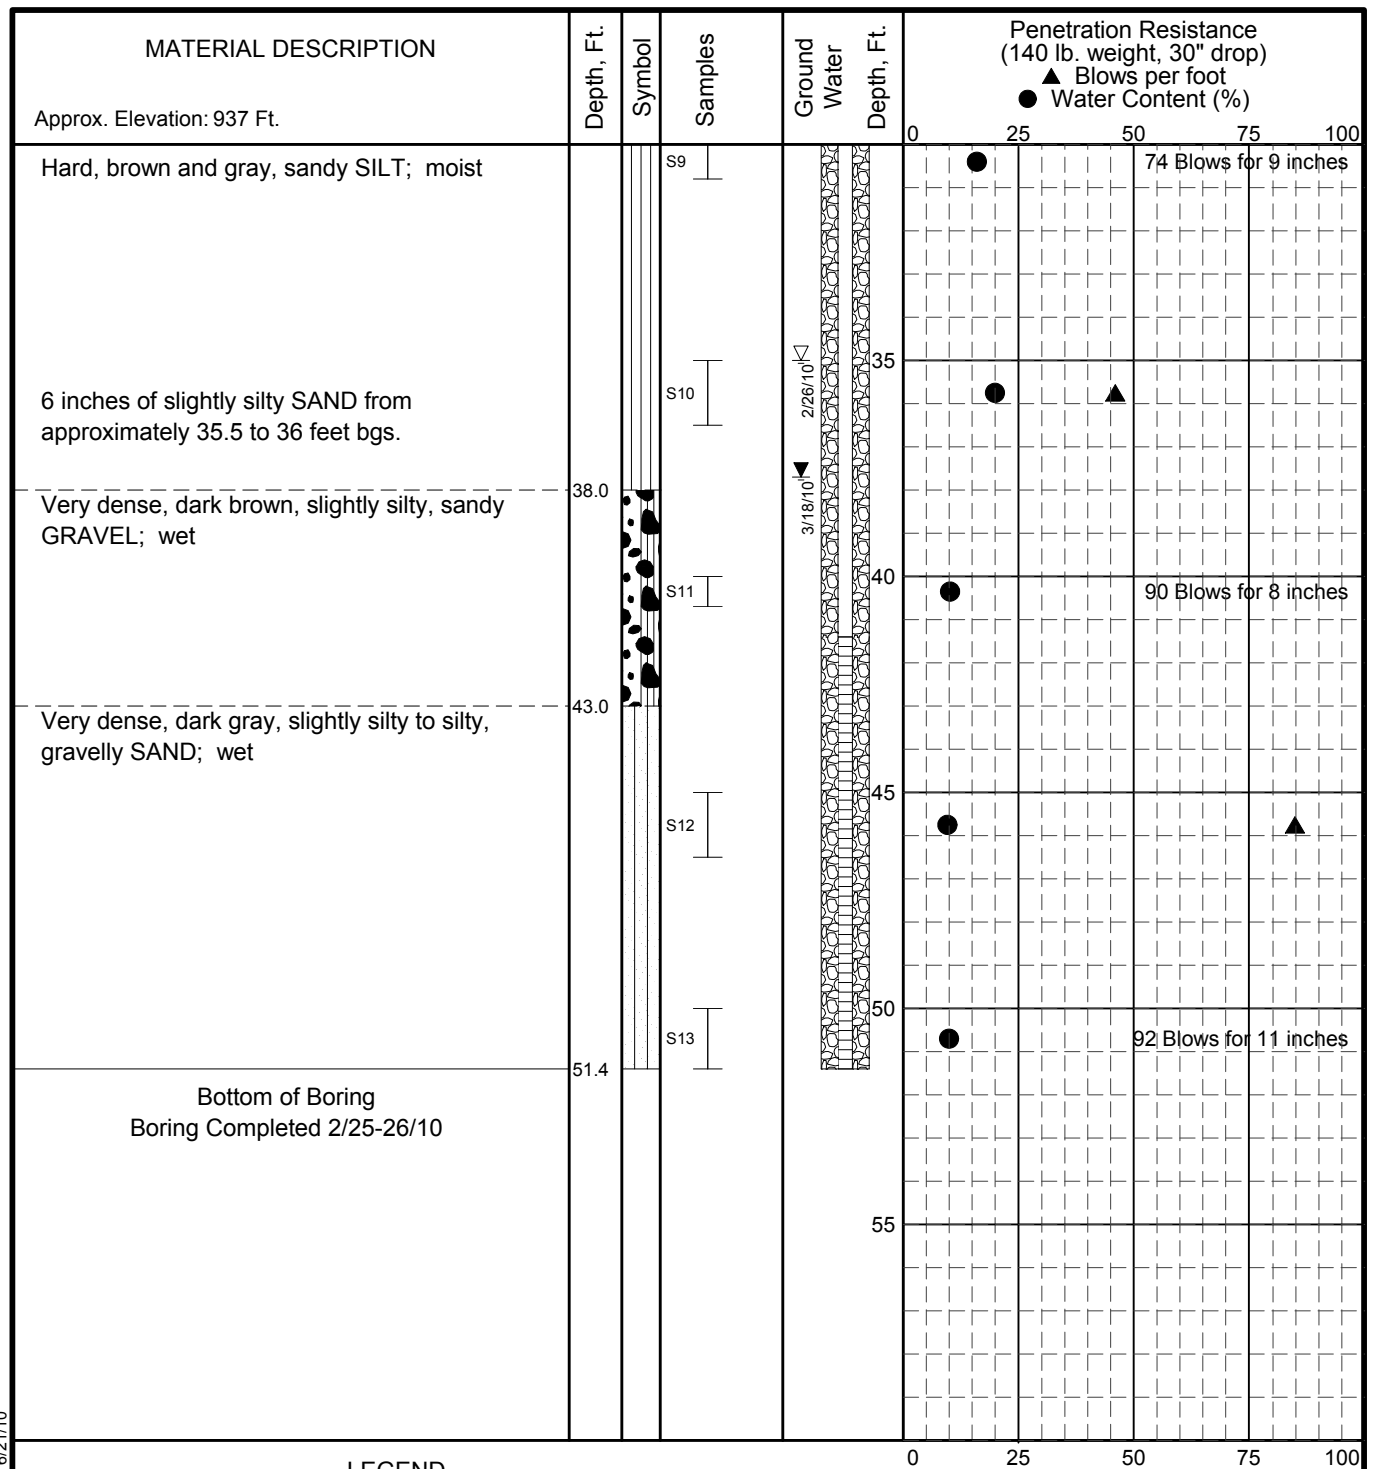 MATERIAL DESCRIPTION
Approx. Elevation: 937 Ft.
Depth, Ft.
Symbol
Samples
Ground
Water
Depth, Ft.
Penetration Resistance
(140 lb. weight, 30" drop)
▲ Blows per foot
● Water Content (%)
0 25 50 75 100
Hard, brown and gray, sandy SILT; moist
S9
74 Blows for 9 inches
2/26/10
35
S10
6 inches of slightly silty SAND from
approximately 35.5 to 36 feet bgs.
3/18/10
38.0
Very dense, dark brown, slightly silty, sandy
GRAVEL; wet
40
S11
90 Blows for 8 inches
43.0
Very dense, dark gray, slightly silty to silty,
gravelly SAND; wet
45
S12
50
S13
92 Blows for 11 inches
51.4
Bottom of Boring
Boring Completed 2/25-26/10
55
0 25 50 75 100
LEGEND